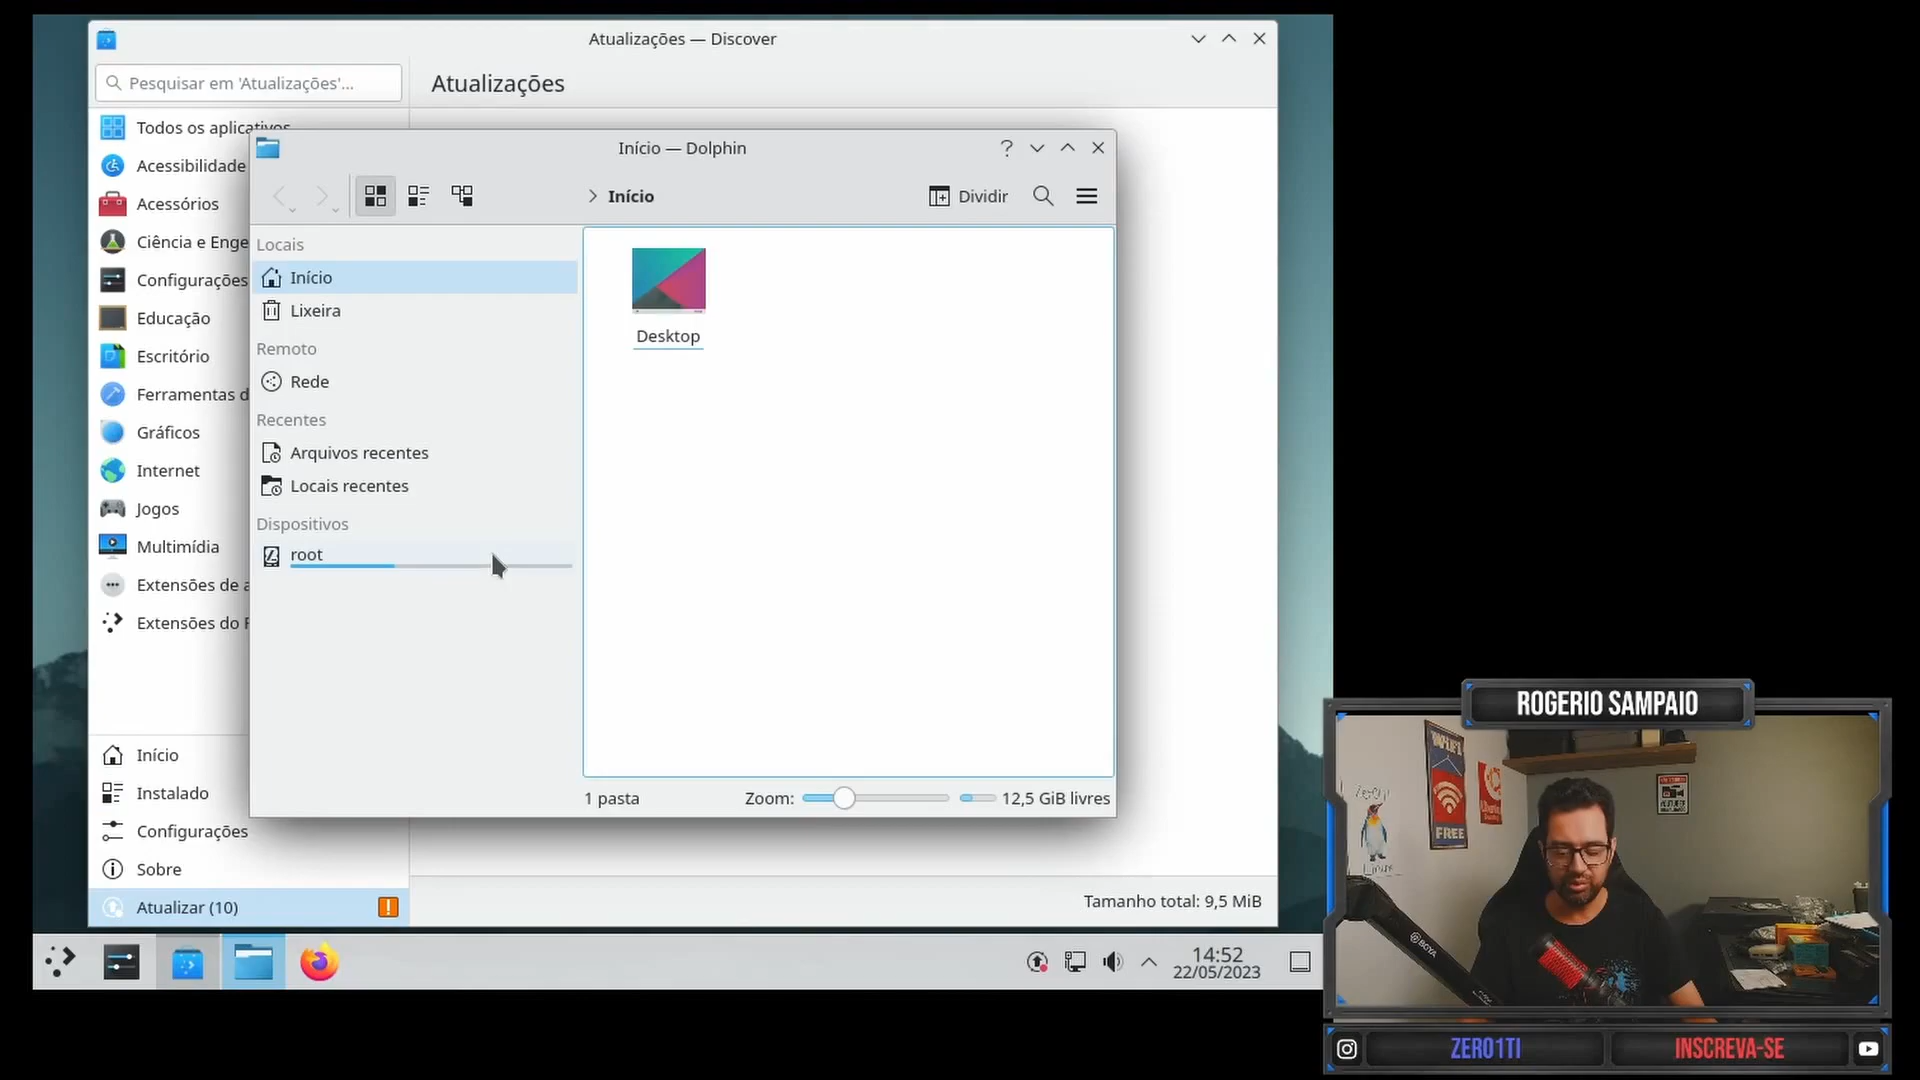 Atualizações — Discover
Pesquisar em 'Atualizações'...
Atualizações
Todos os aplicativos
Acessibilidade
Acessórios
Ciência e Enge
Configurações
Educação
Escritório
Ferramentas d
Gráficos
Internet
Jogos
Multimídia
Extensões de a
Extensões do P
Início
Instalado
Configurações
Sobre
Atualizar (10)
Tamanho total: 9,5 MiB
Início — Dolphin
Início
Dividir
Locais
Início
Lixeira
Remoto
Rede
Recentes
Arquivos recentes
Locais recentes
Dispositivos
root
Desktop
1 pasta
Zoom:
12,5 GiB livres
14:52
22/05/2023
ROGERIO SAMPAIO
FREE
Linux
BOYA
ZERO1TI
INSCREVA-SE